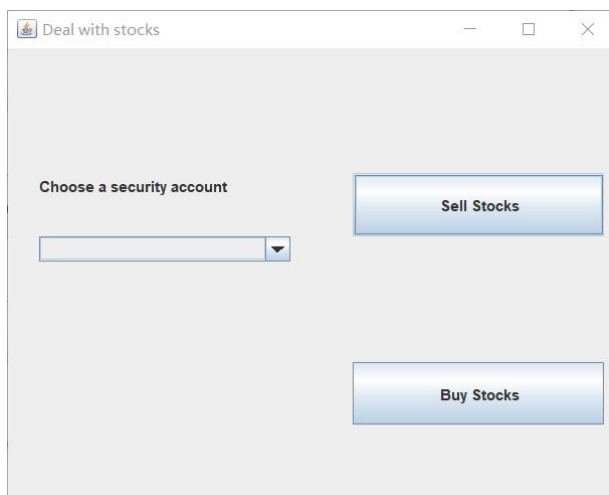 Deal with stocks
Choose a security account
Sell Stocks
Buy Stocks